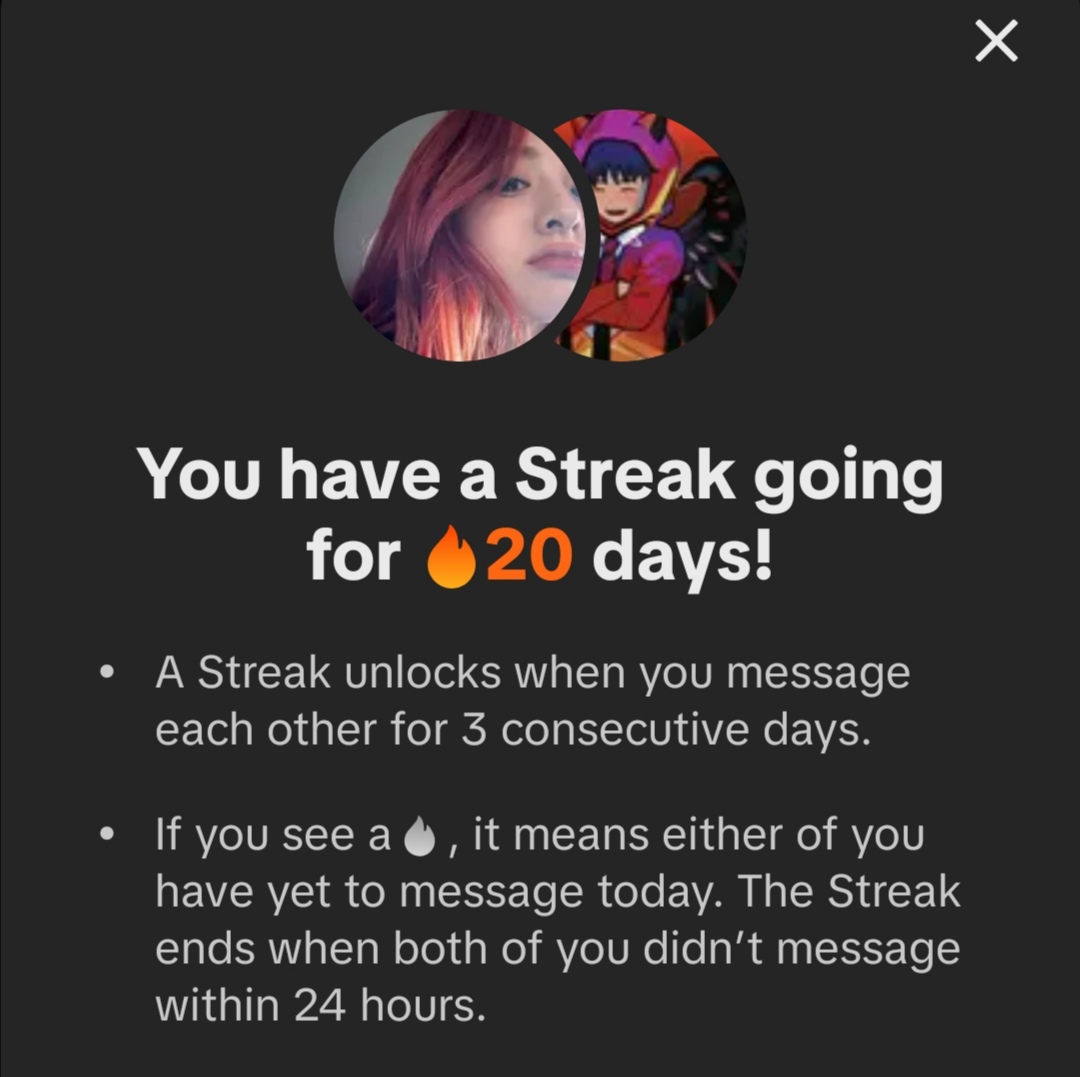 You have a Streak going
for 🔥20 days!
• A Streak unlocks when you message
each other for 3 consecutive days.
• If you see a , it means either of you
have yet to message today. The Streak
ends when both of you didn’t message
within 24 hours.